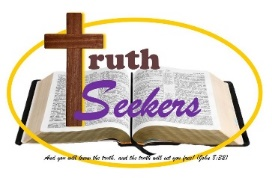 Truth
Seekers
And you will know the truth, and the truth will set you free! (John 8:32)